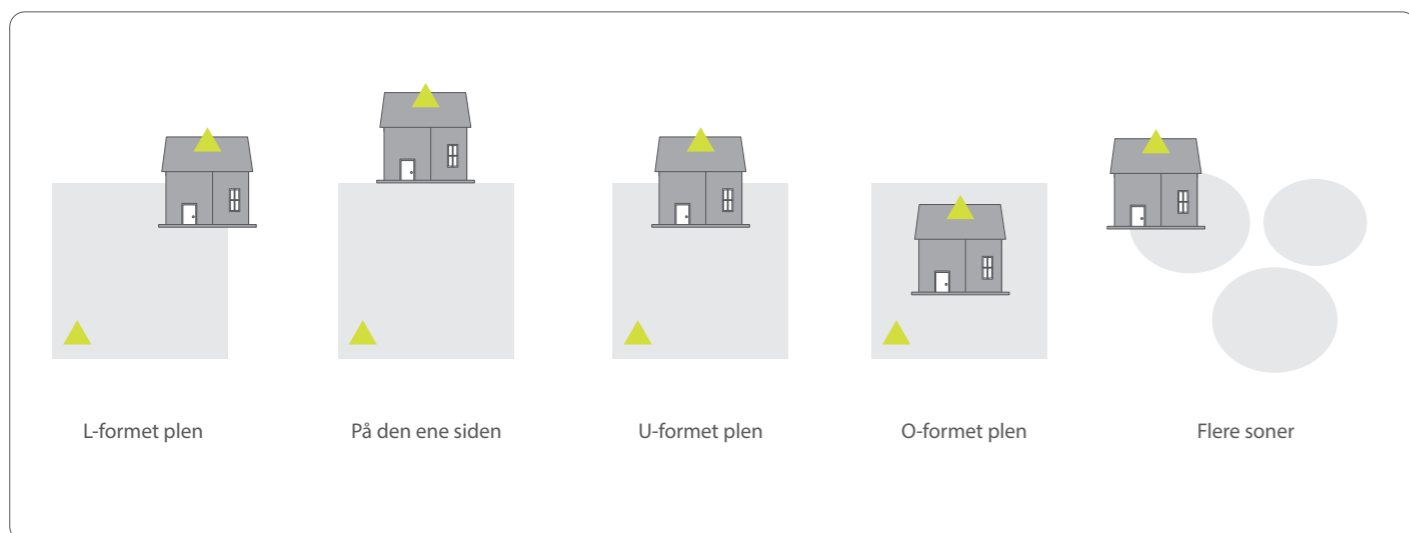 L-formet plen
På den ene siden
U-formet plen
O-formet plen
Flere soner